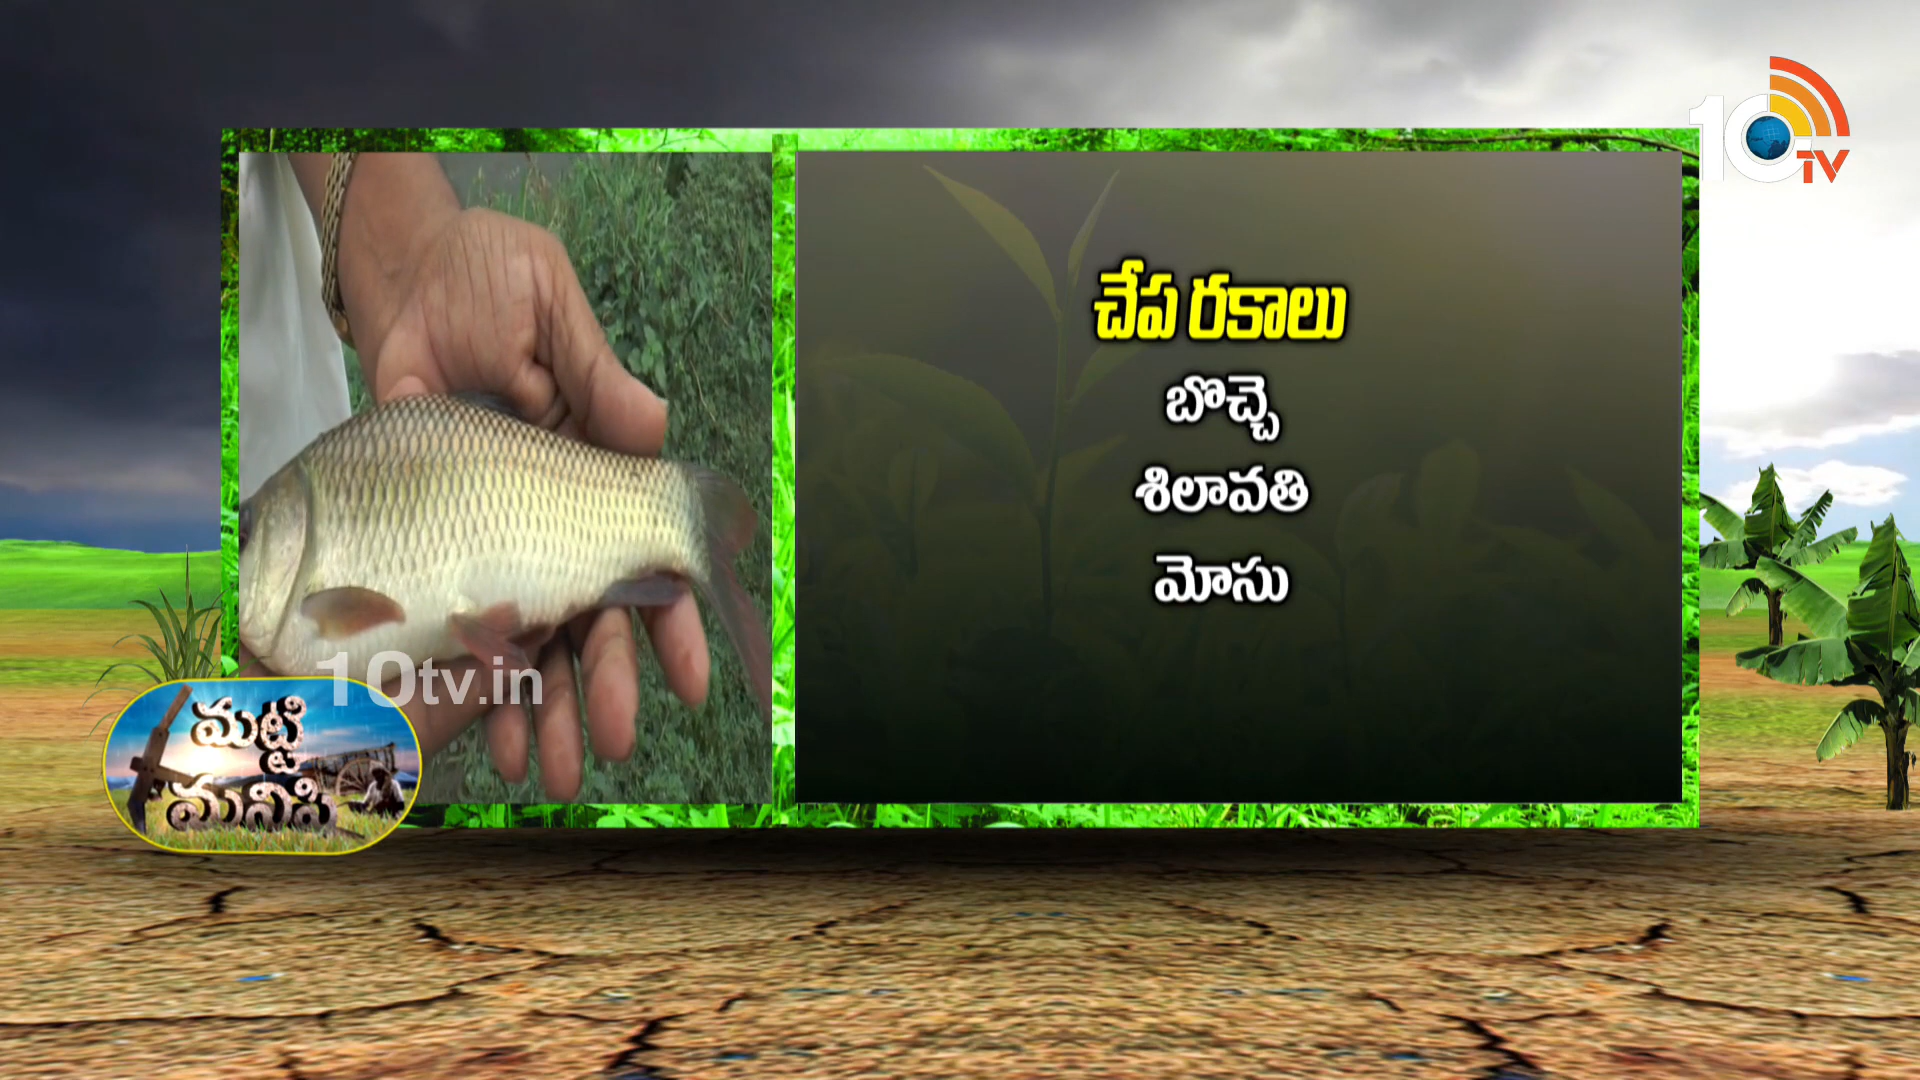 10TV
చేప రకాలు
బొచ్చె
శిలావతి
మోసు
10tv.in
మట్టి
మనిషి